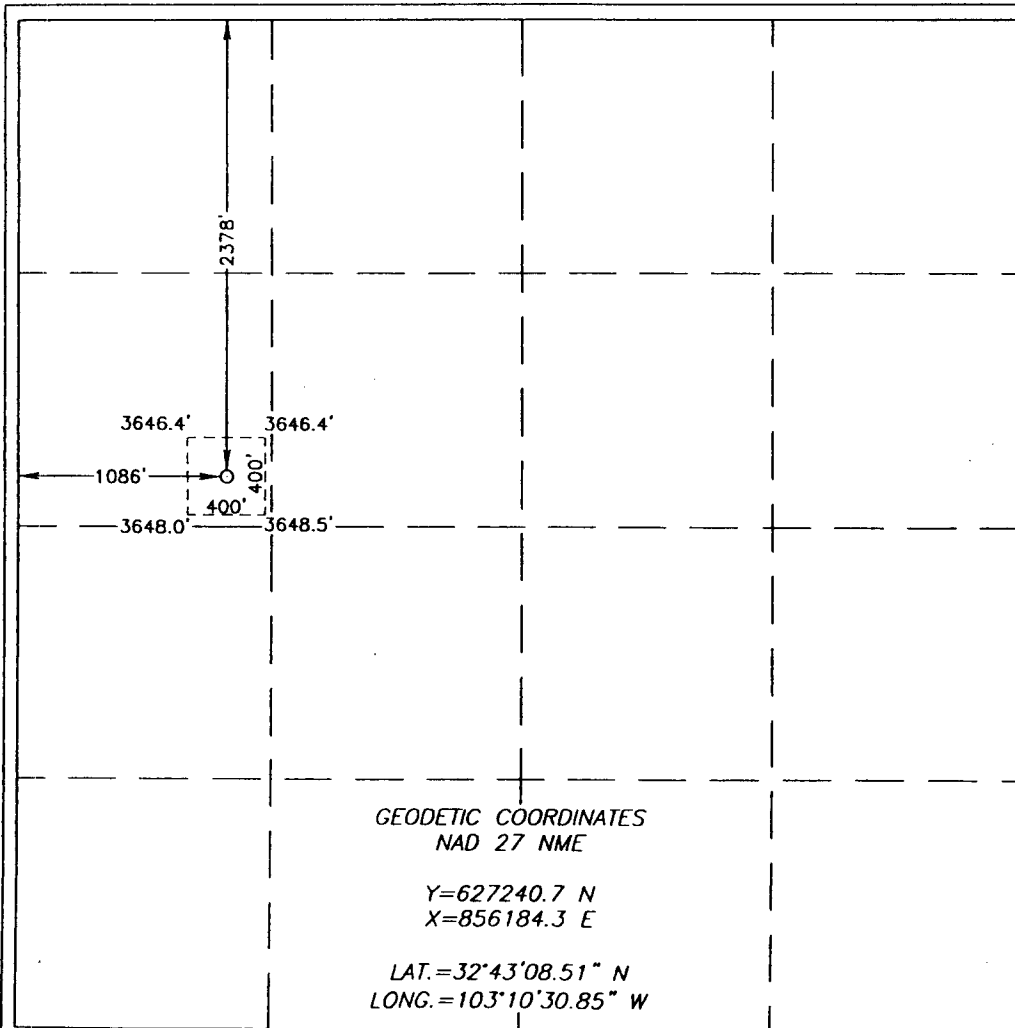 2378'
3646.4' 3646.4'
1086'
400'
400'
3648.0' 3648.5'
GEODETIC COORDINATES
NAD 27 NME
Y=627240.7 N
X=856184.3 E
LAT.=32°43'08.51" N
LONG.=103°10'30.85" W